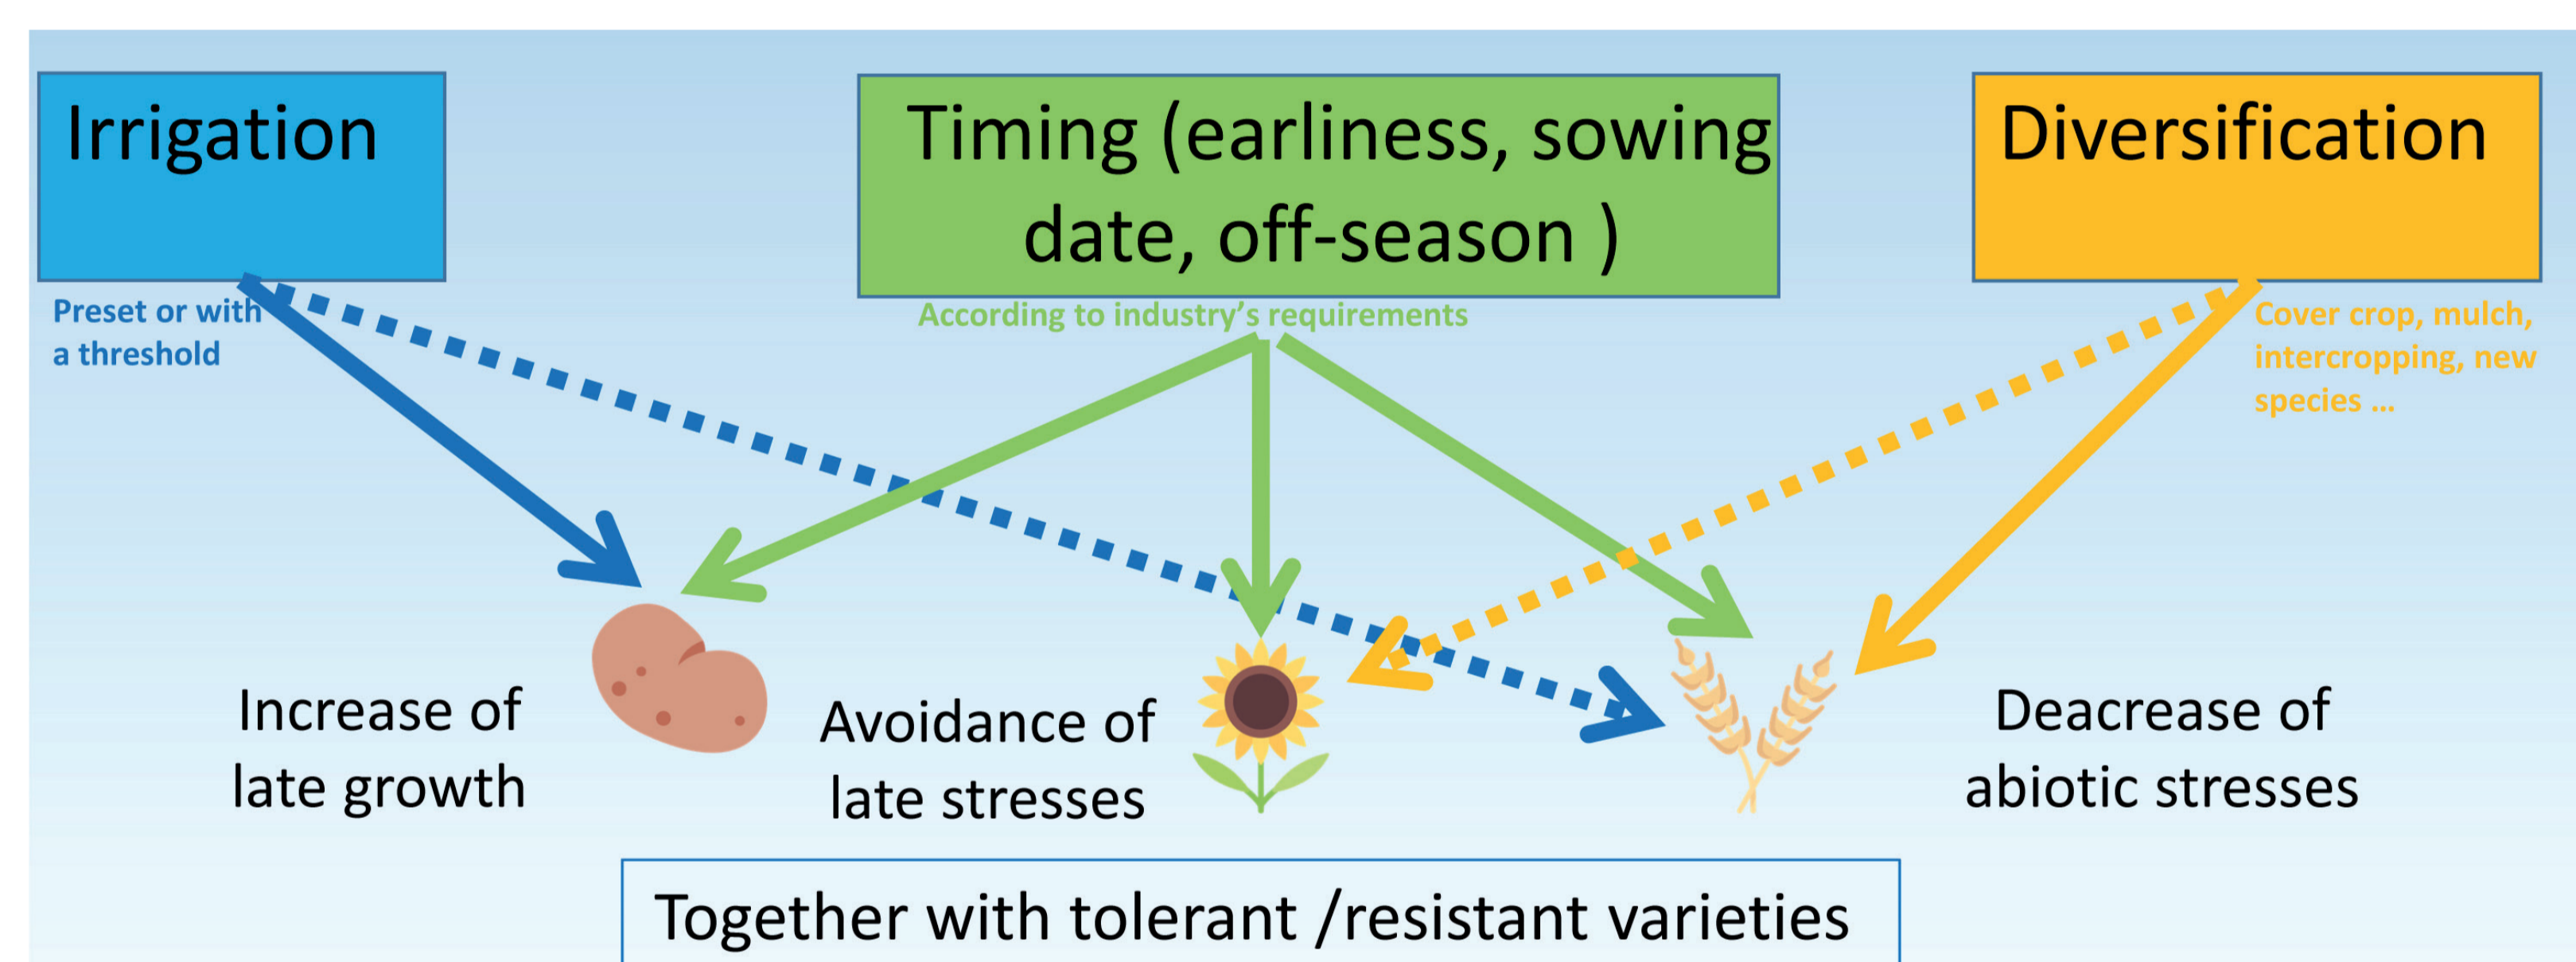 Irrigation
Timing (earliness, sowing
date, off-season )
Diversification
Preset or with
a threshold
According to industry's requirements
Cover crop, mulch,
intercropping, new
species ...
Increase of
late growth
Avoidance of
late stresses
Deacrease of
abiotic stresses
Together with tolerant /resistant varieties